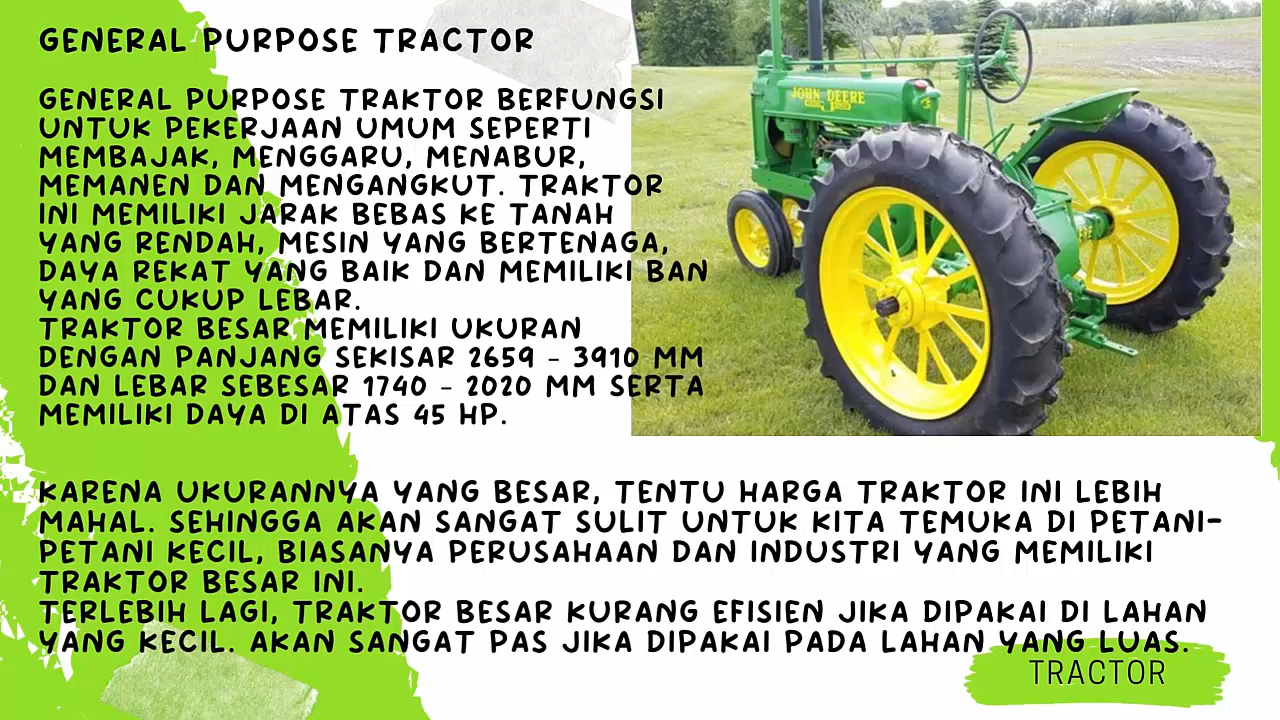 GENERAL PURPOSE TRACTOR
GENERAL PURPOSE TRAKTOR BERFUNGSI
UNTUK PEKERJAAN UMUM SEPERTI
MEMBAJAK, MENGGARU, MENABUR,
MEMANEN DAN MENGANGKUT. TRAKTOR
INI MEMILIKI JARAK BEBAS KE TANAH
YANG RENDAH, MESIN YANG BERTENAGA,
DAYA REKAT YANG BAIK DAN MEMILIKI BAN
YANG CUKUP LEBAR.
TRAKTOR BESAR MEMILIKI UKURAN
DENGAN PANJANG SEKISAR 2659 – 3910 MM
DAN LEBAR SEBESAR 1740 – 2020 MM SERTA
MEMILIKI DAYA DI ATAS 45 HP.
JOHN DEERE
KARENA UKURANNYA YANG BESAR, TENTU HARGA TRAKTOR INI LEBIH
MAHAL. SEHINGGA AKAN SANGAT SULIT UNTUK KITA TEMUKA DI PETANI-
PETANI KECIL, BIASANYA PERUSAHAAN DAN INDUSTRI YANG MEMILIKI
TRAKTOR BESAR INI.
TERLEBIH LAGI, TRAKTOR BESAR KURANG EFISIEN JIKA DIPAKAI DI LAHAN
YANG KECIL. AKAN SANGAT PAS JIKA DIPAKAI PADA LAHAN YANG LUAS.
TRACTOR